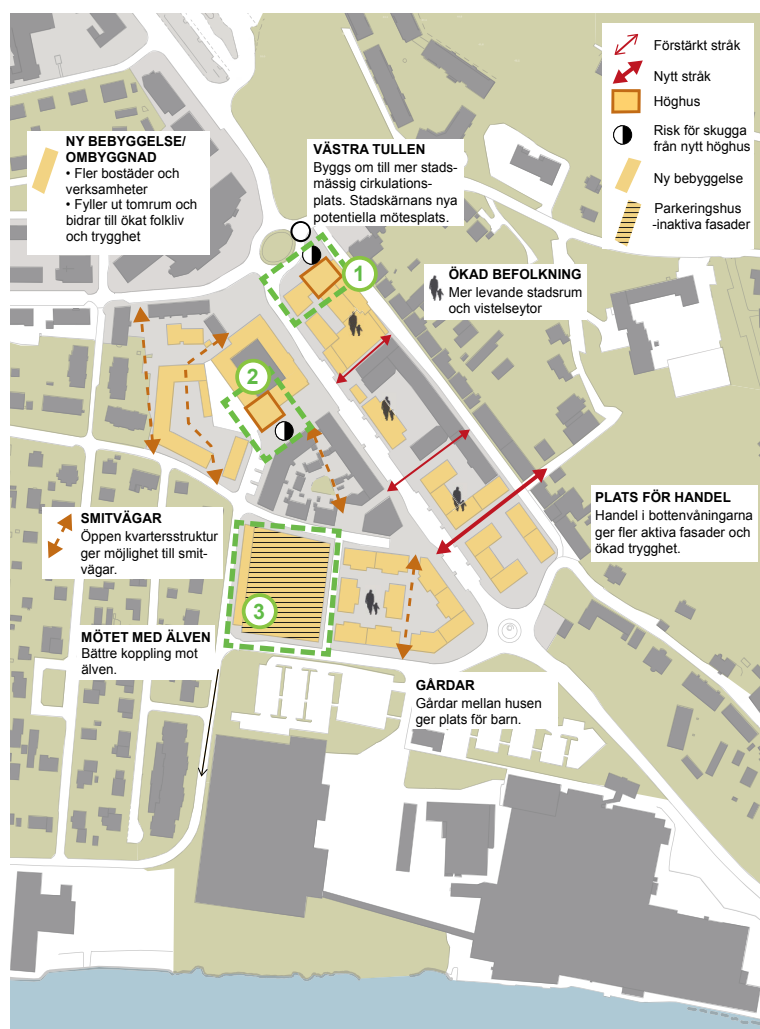 Förstärkt stråk
Nytt stråk
Höghus
Risk för skugga
från nytt höghus
Ny bebyggelse
Parkeringshus
-inaktiva fasader
NY BEBYGGELSE/
OMBYGGNAD
• Fler bostäder och
verksamheter
• Fyller ut tomrum och
bidrar till ökat folkliv
och trygghet
VÄSTRA TULLEN
Byggs om till mer stads-
mässig cirkulations-
plats. Stadskärnans nya
potentiella mötesplats.
1
ÖKAD BEFOLKNING
Mer levande stadsrum
och vistelseytor
2
PLATS FÖR HANDEL
Handel i bottenvåningarna
ger fler aktiva fasader och
ökad trygghet.
SMITVÄGAR
Öppen kvartersstruktur
ger möjlighet till smit-
vägar.
3
MÖTET MED ÄLVEN
Bättre koppling mot
älven.
GÅRDAR
Gårdar mellan husen
ger plats för barn.